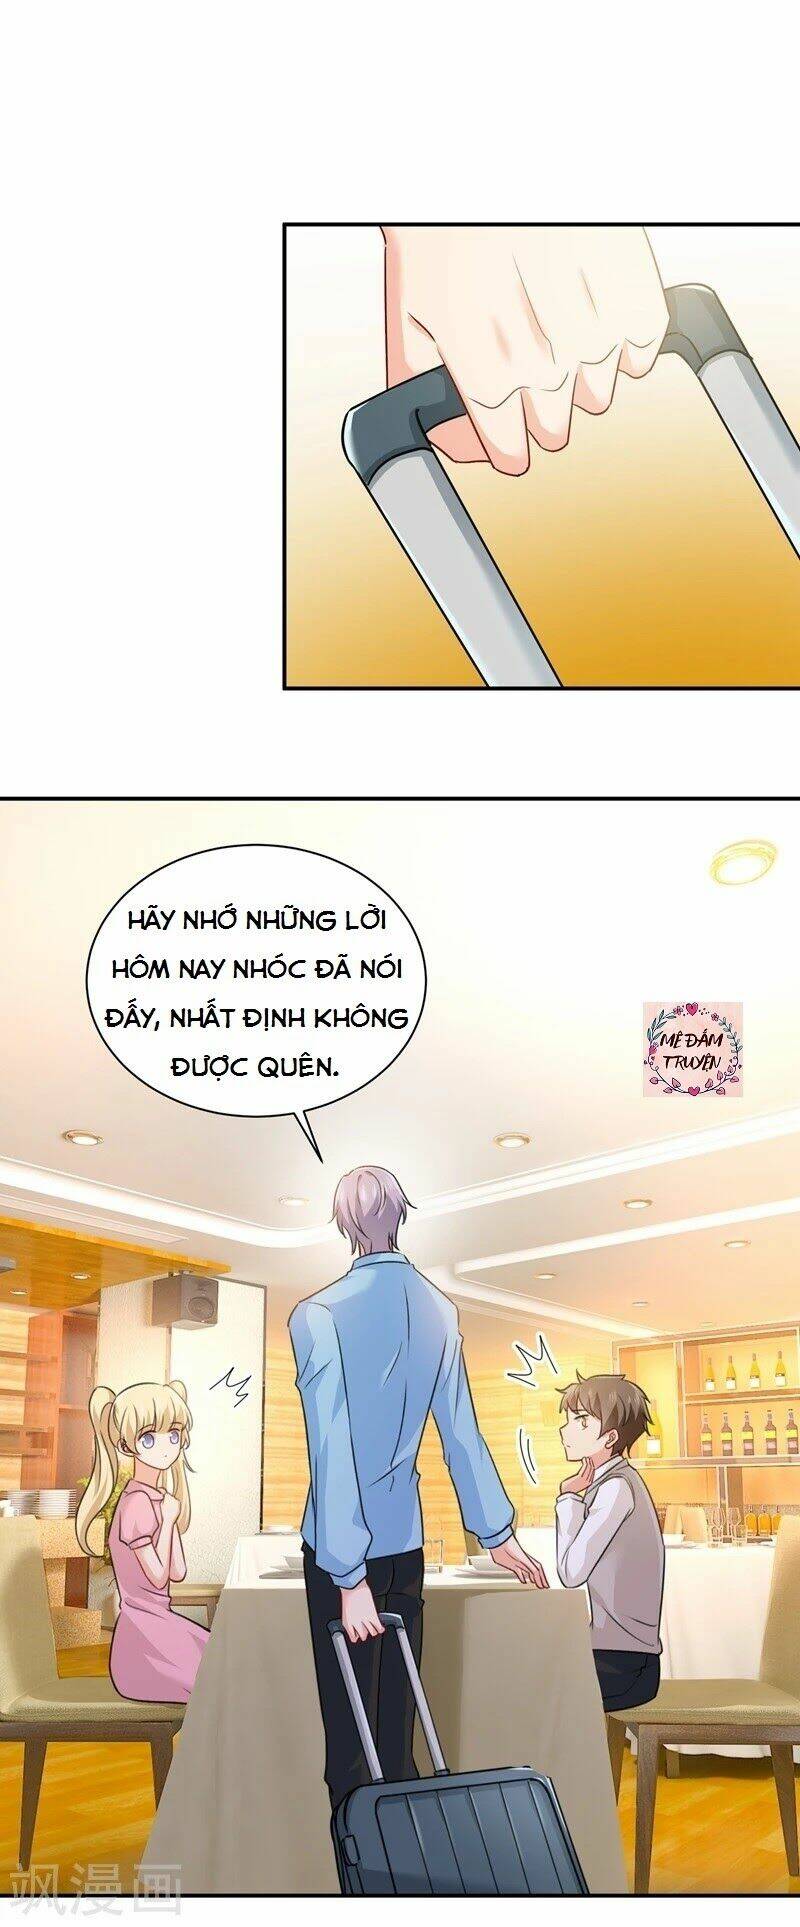 HÃY NHỚ NHỮNG LỜI
HÔM NAY NHÓC ĐÃ NÓI
ĐẤY, NHẤT ĐỊNH KHÔNG
ĐƯỢC QUÊN.
MÊ ĐẮM
TRUYỆN
飒漫画